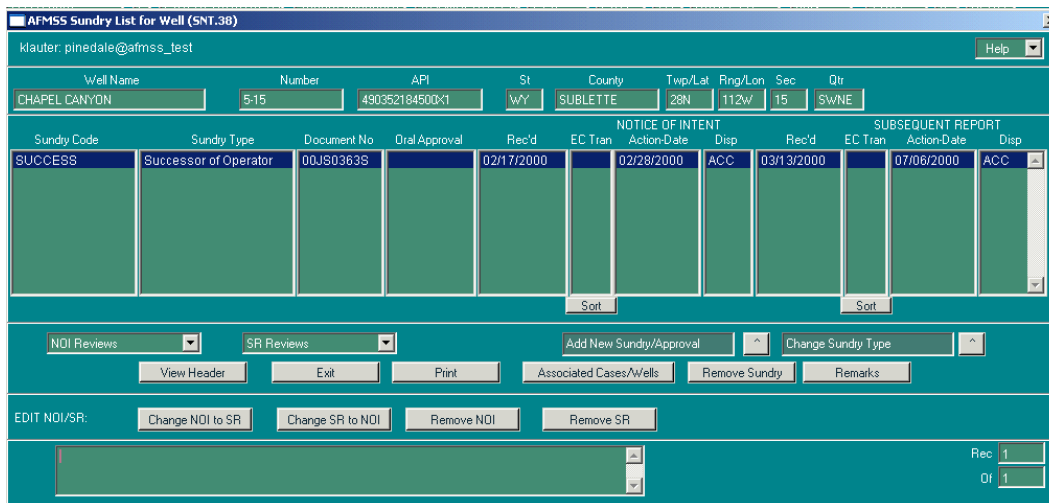 AFMSS Sundry List for Well (SNT.38)
klauter: pinedale@afmss_test
Help
Well Name Number API St County Twp/Lat Rng/Lon Sec Qtr
CHAPEL CANYON 5-15 490352184500X1 WY SUBLETTE 28N 112W 15 SWNE
NOTICE OF INTENT SUBSEQUENT REPORT
Sundry Code Sundry Type Document No Oral Approval Rec'd EC Tran Action-Date Disp Rec'd EC Tran Action-Date Disp
SUCCESS Successor of Operator 00JS0363S 02/17/2000 02/28/2000 ACC 03/13/2000 07/06/2000 ACC
Sort Sort
NOI Reviews SR Reviews Add New Sundry/Approval ^ Change Sundry Type ^
View Header Exit Print Associated Cases/Wells Remove Sundry Remarks
EDIT NOI/SR: Change NOI to SR Change SR to NOI Remove NOI Remove SR
Rec 1
Of 1